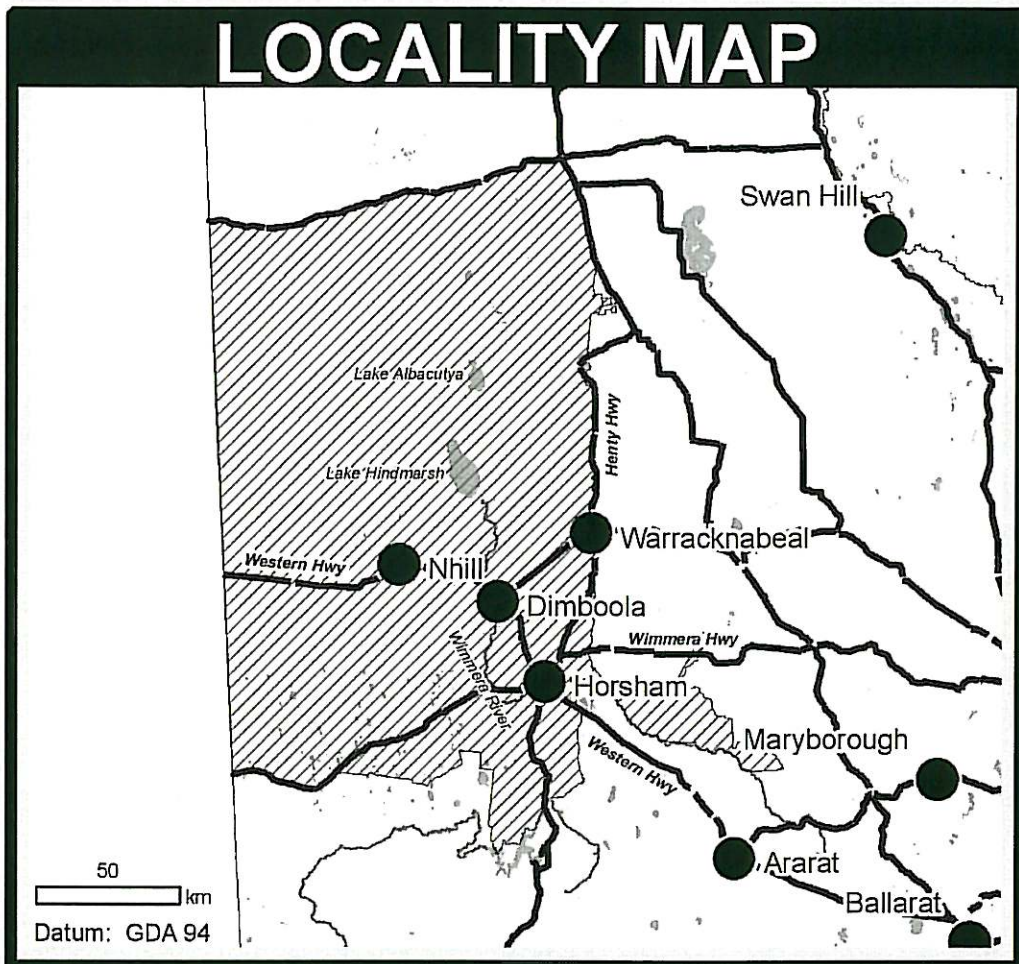 LOCALITY MAP
Swan Hill
Lake Albacutya
Henty Hwy
Lake Hindmarsh
Warracknabeal
Western Hwy
Nhill
Dimboola
Wimmera Hwy
Wimmera River
Horsham
Maryborough
Western Hwy
50
km
Ararat
Ballarat
Datum: GDA 94